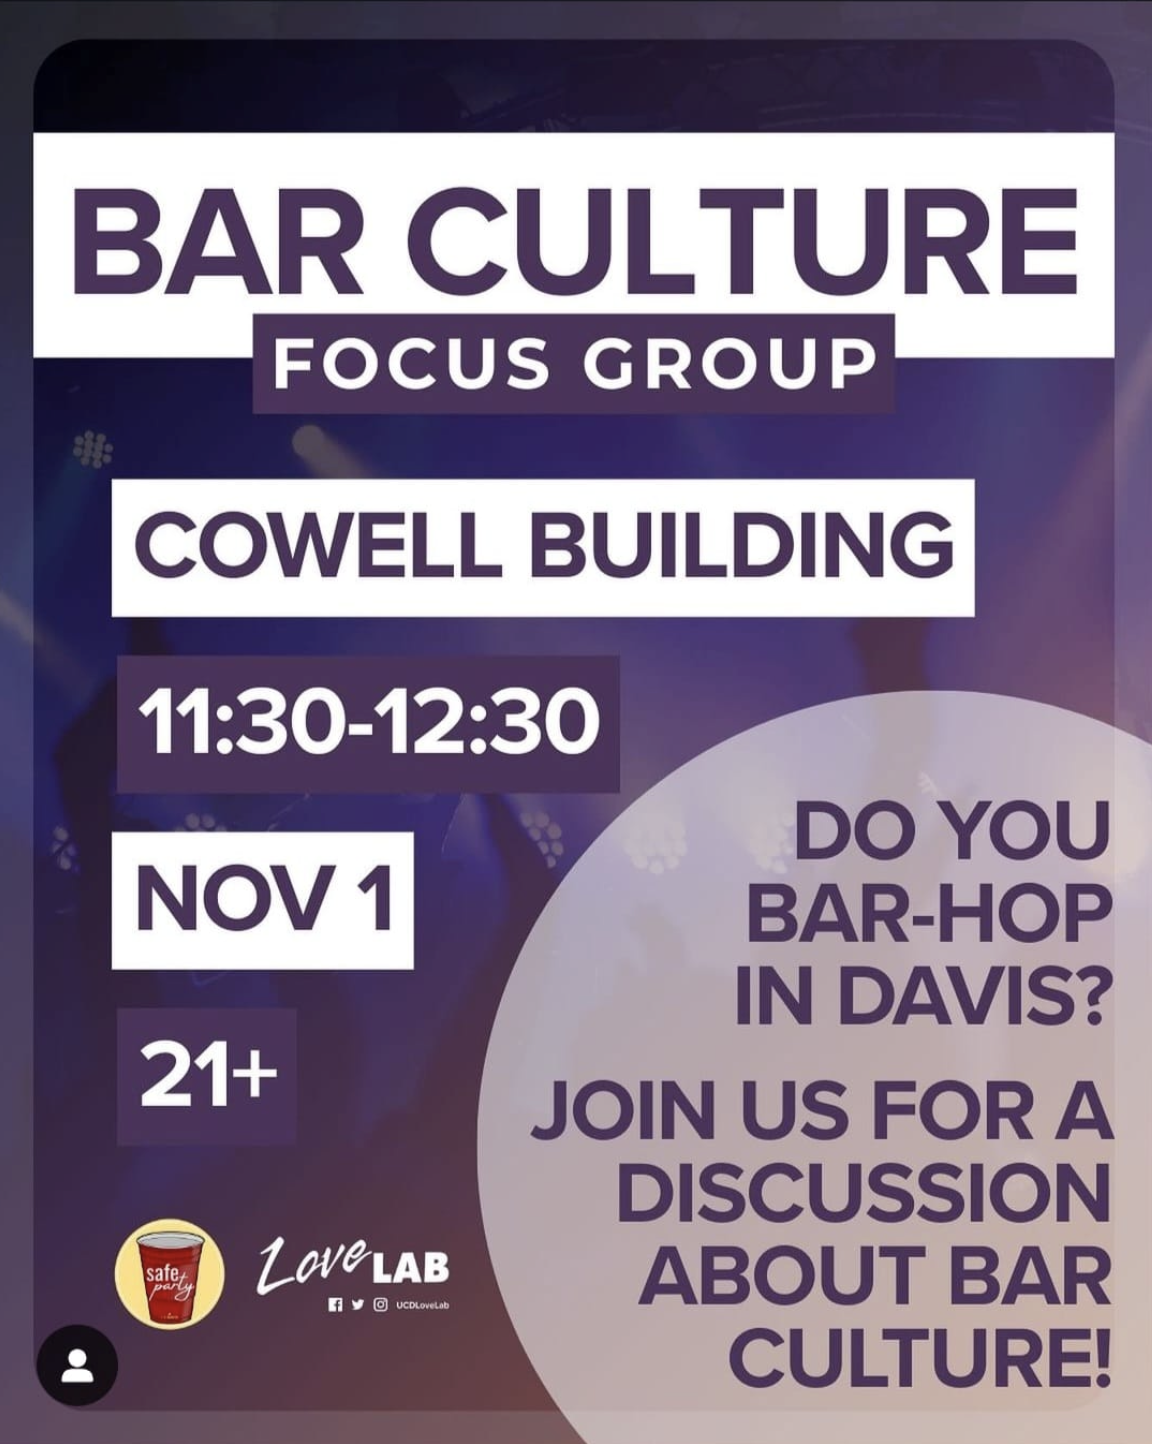 BAR CULTURE
FOCUS GROUP
COWELL BUILDING
11:30-12:30
NOV 1
21+
DO YOU
BAR-HOP
IN DAVIS?
JOIN US FOR A
DISCUSSION
ABOUT BAR
CULTURE!
safe
party
Love LAB
UCDLoveLab